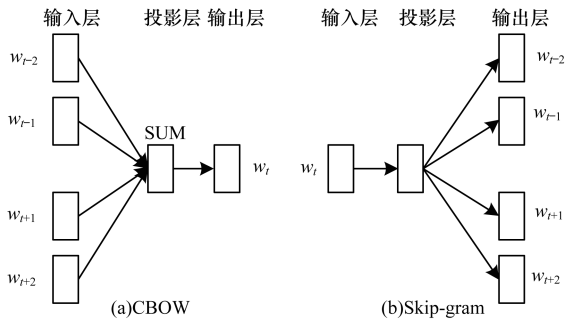 输入层 投影层 输出层
w_{t−2}
w_{t−1}
SUM
w_t
w_{t+1}
w_{t+2}
(a)CBOW
输入层 投影层 输出层
w_{t−2}
w_{t−1}
w_t
w_{t+1}
w_{t+2}
(b)Skip-gram